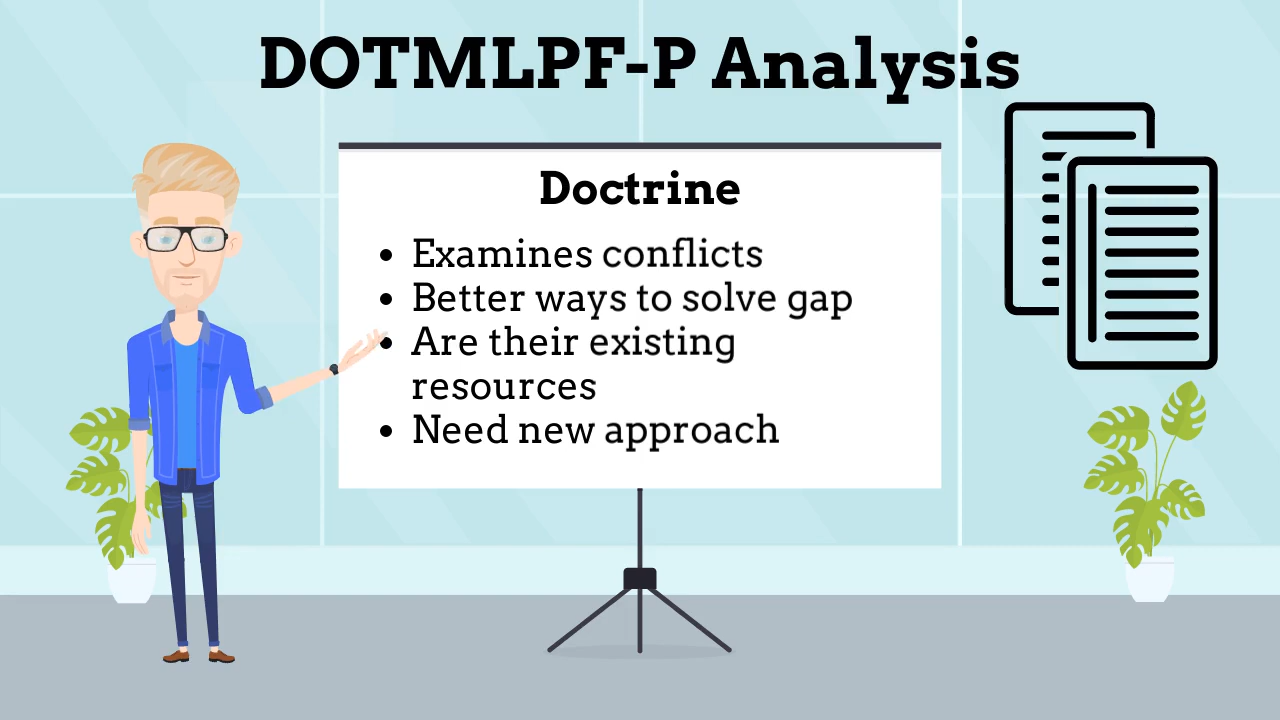 DOTMLPF-P Analysis
Doctrine
• Examines conflicts
• Better ways to solve gap
• Are their existing
resources
• Need new approach